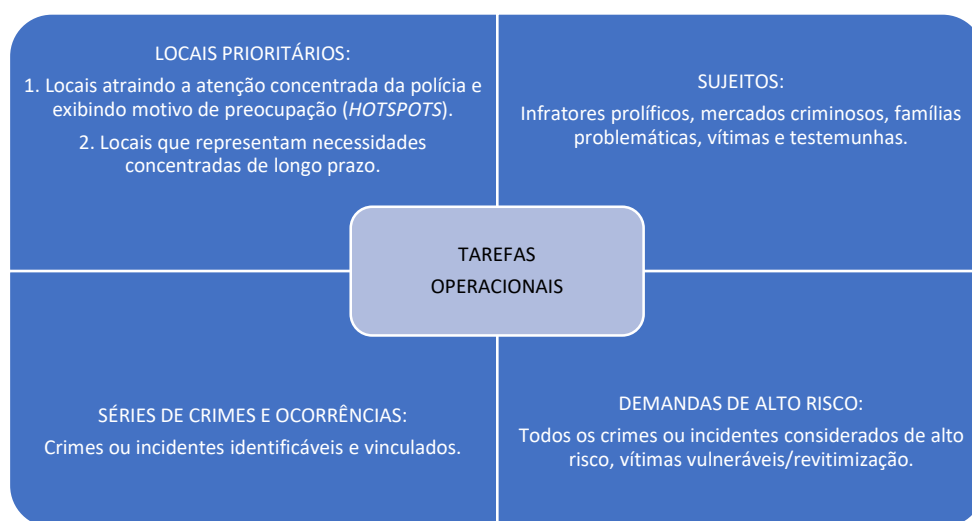 LOCAIS PRIORITÁRIOS:
1. Locais atraindo a atenção concentrada da polícia e
exibindo motivo de preocupação (HOTSPOTS).
2. Locais que representam necessidades
concentradas de longo prazo.
SUJEITOS:
Infratores prolíficos, mercados criminosos, famílias
problemáticas, vítimas e testemunhas.
TAREFAS
OPERACIONAIS
SÉRIES DE CRIMES E OCORRÊNCIAS:
Crimes ou incidentes identificáveis e vinculados.
DEMANDAS DE ALTO RISCO:
Todos os crimes ou incidentes considerados de alto
risco, vítimas vulneráveis/revitimização.